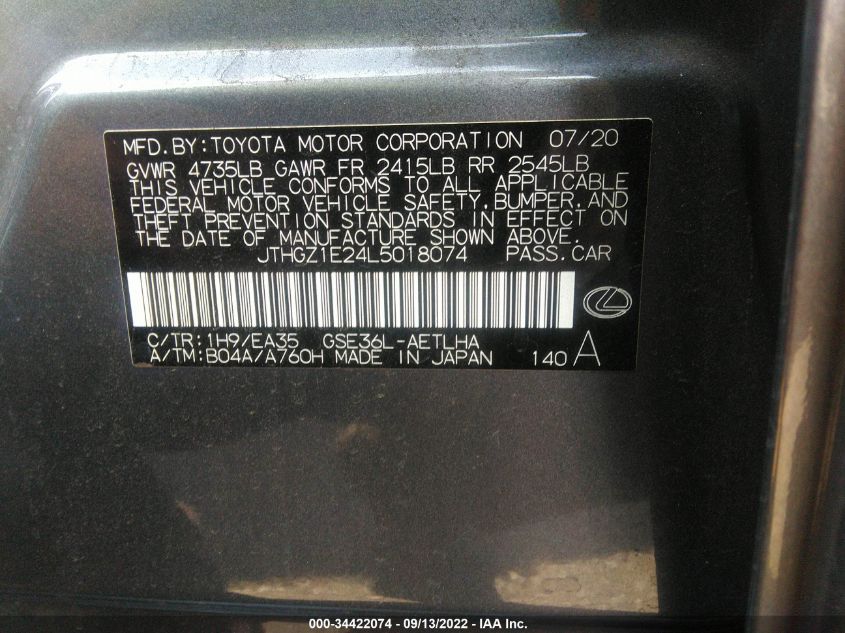 MFD.BY:TOYOTA MOTOR CORPORATION 07/20
GVWR 4735LB GAWR FR 2415LB RR 2545LB
THIS VEHICLE CONFORMS TO ALL APPLICABLE
FEDERAL MOTOR VEHICLE SAFETY,BUMPER,AND
THEFT PREVENTION STANDARDS IN EFFECT ON
THE DATE OF MANUFACTURE SHOWN ABOVE.
JTHGZ1E24L5018074 PASS.CAR
C/TR:1H9/EA35 GSE36L-AETLHA
A/TM:B04A/A760H MADE IN JAPAN 140 A
000-34422074 - 09/13/2022 - IAA Inc.